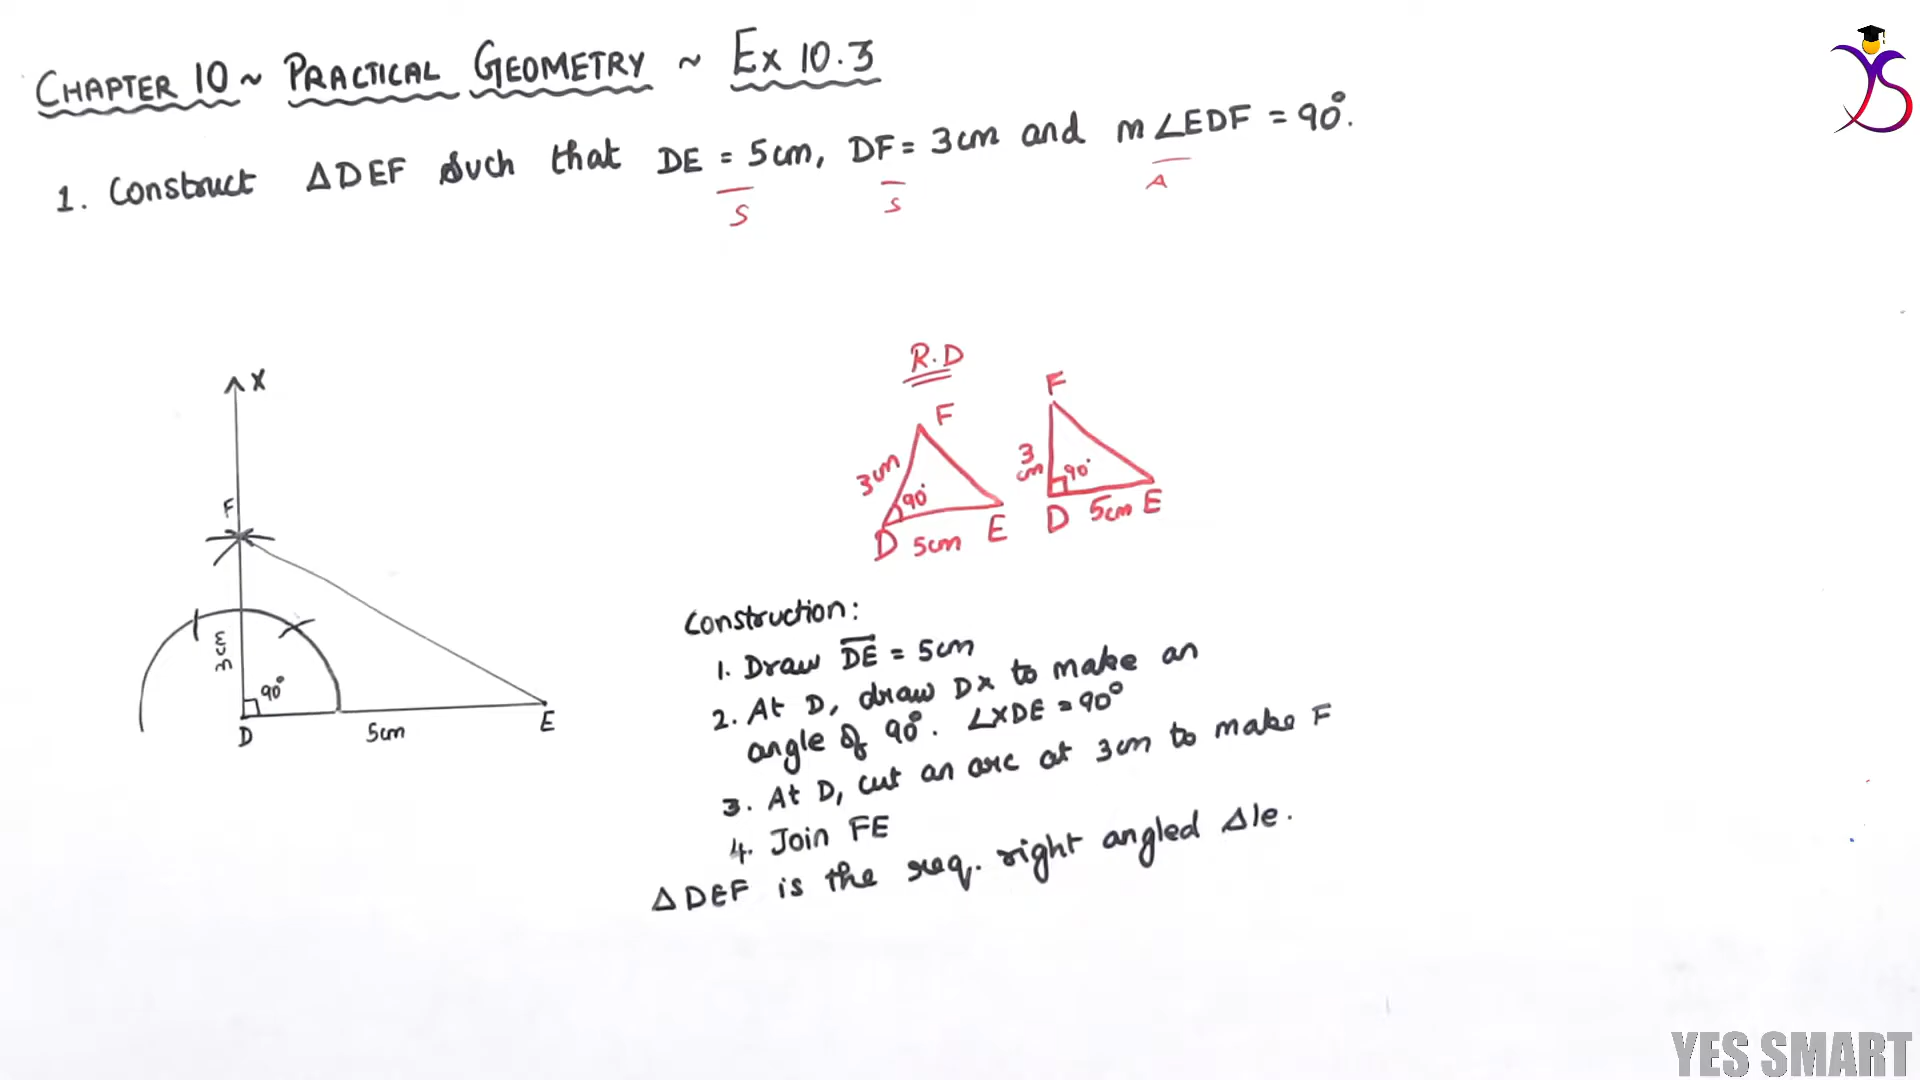 CHAPTER 10 ~ PRACTICAL GEOMETRY ~ Ex 10.3
1. Construct ΔDEF such that DE = 5cm, DF = 3cm and m∠EDF = 90°.
S S A
X
F
3cm
90°
D 5cm E
R.D
F
3cm
90°
D 5cm E
F
3cm
90°
D 5cm E
Construction:
1. Draw DE = 5cm
2. At D, draw DX to make an
angle of 90°. ∠XDE = 90°
3. At D, cut an arc at 3cm to make F
4. Join FE
Δ DEF is the req. right angled Δle.
YS
YES SMART